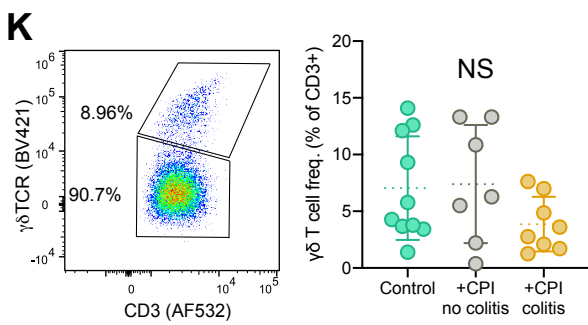 K
γδTCR (BV421)
10⁶
10⁵
10⁴
0
-10⁴
8.96%
90.7%
0
10⁴
10⁵
CD3 (AF532)
γδ T cell freq. (% of CD3+)
20
15
10
5
0
NS
Control
+CPI
no colitis
+CPI
colitis